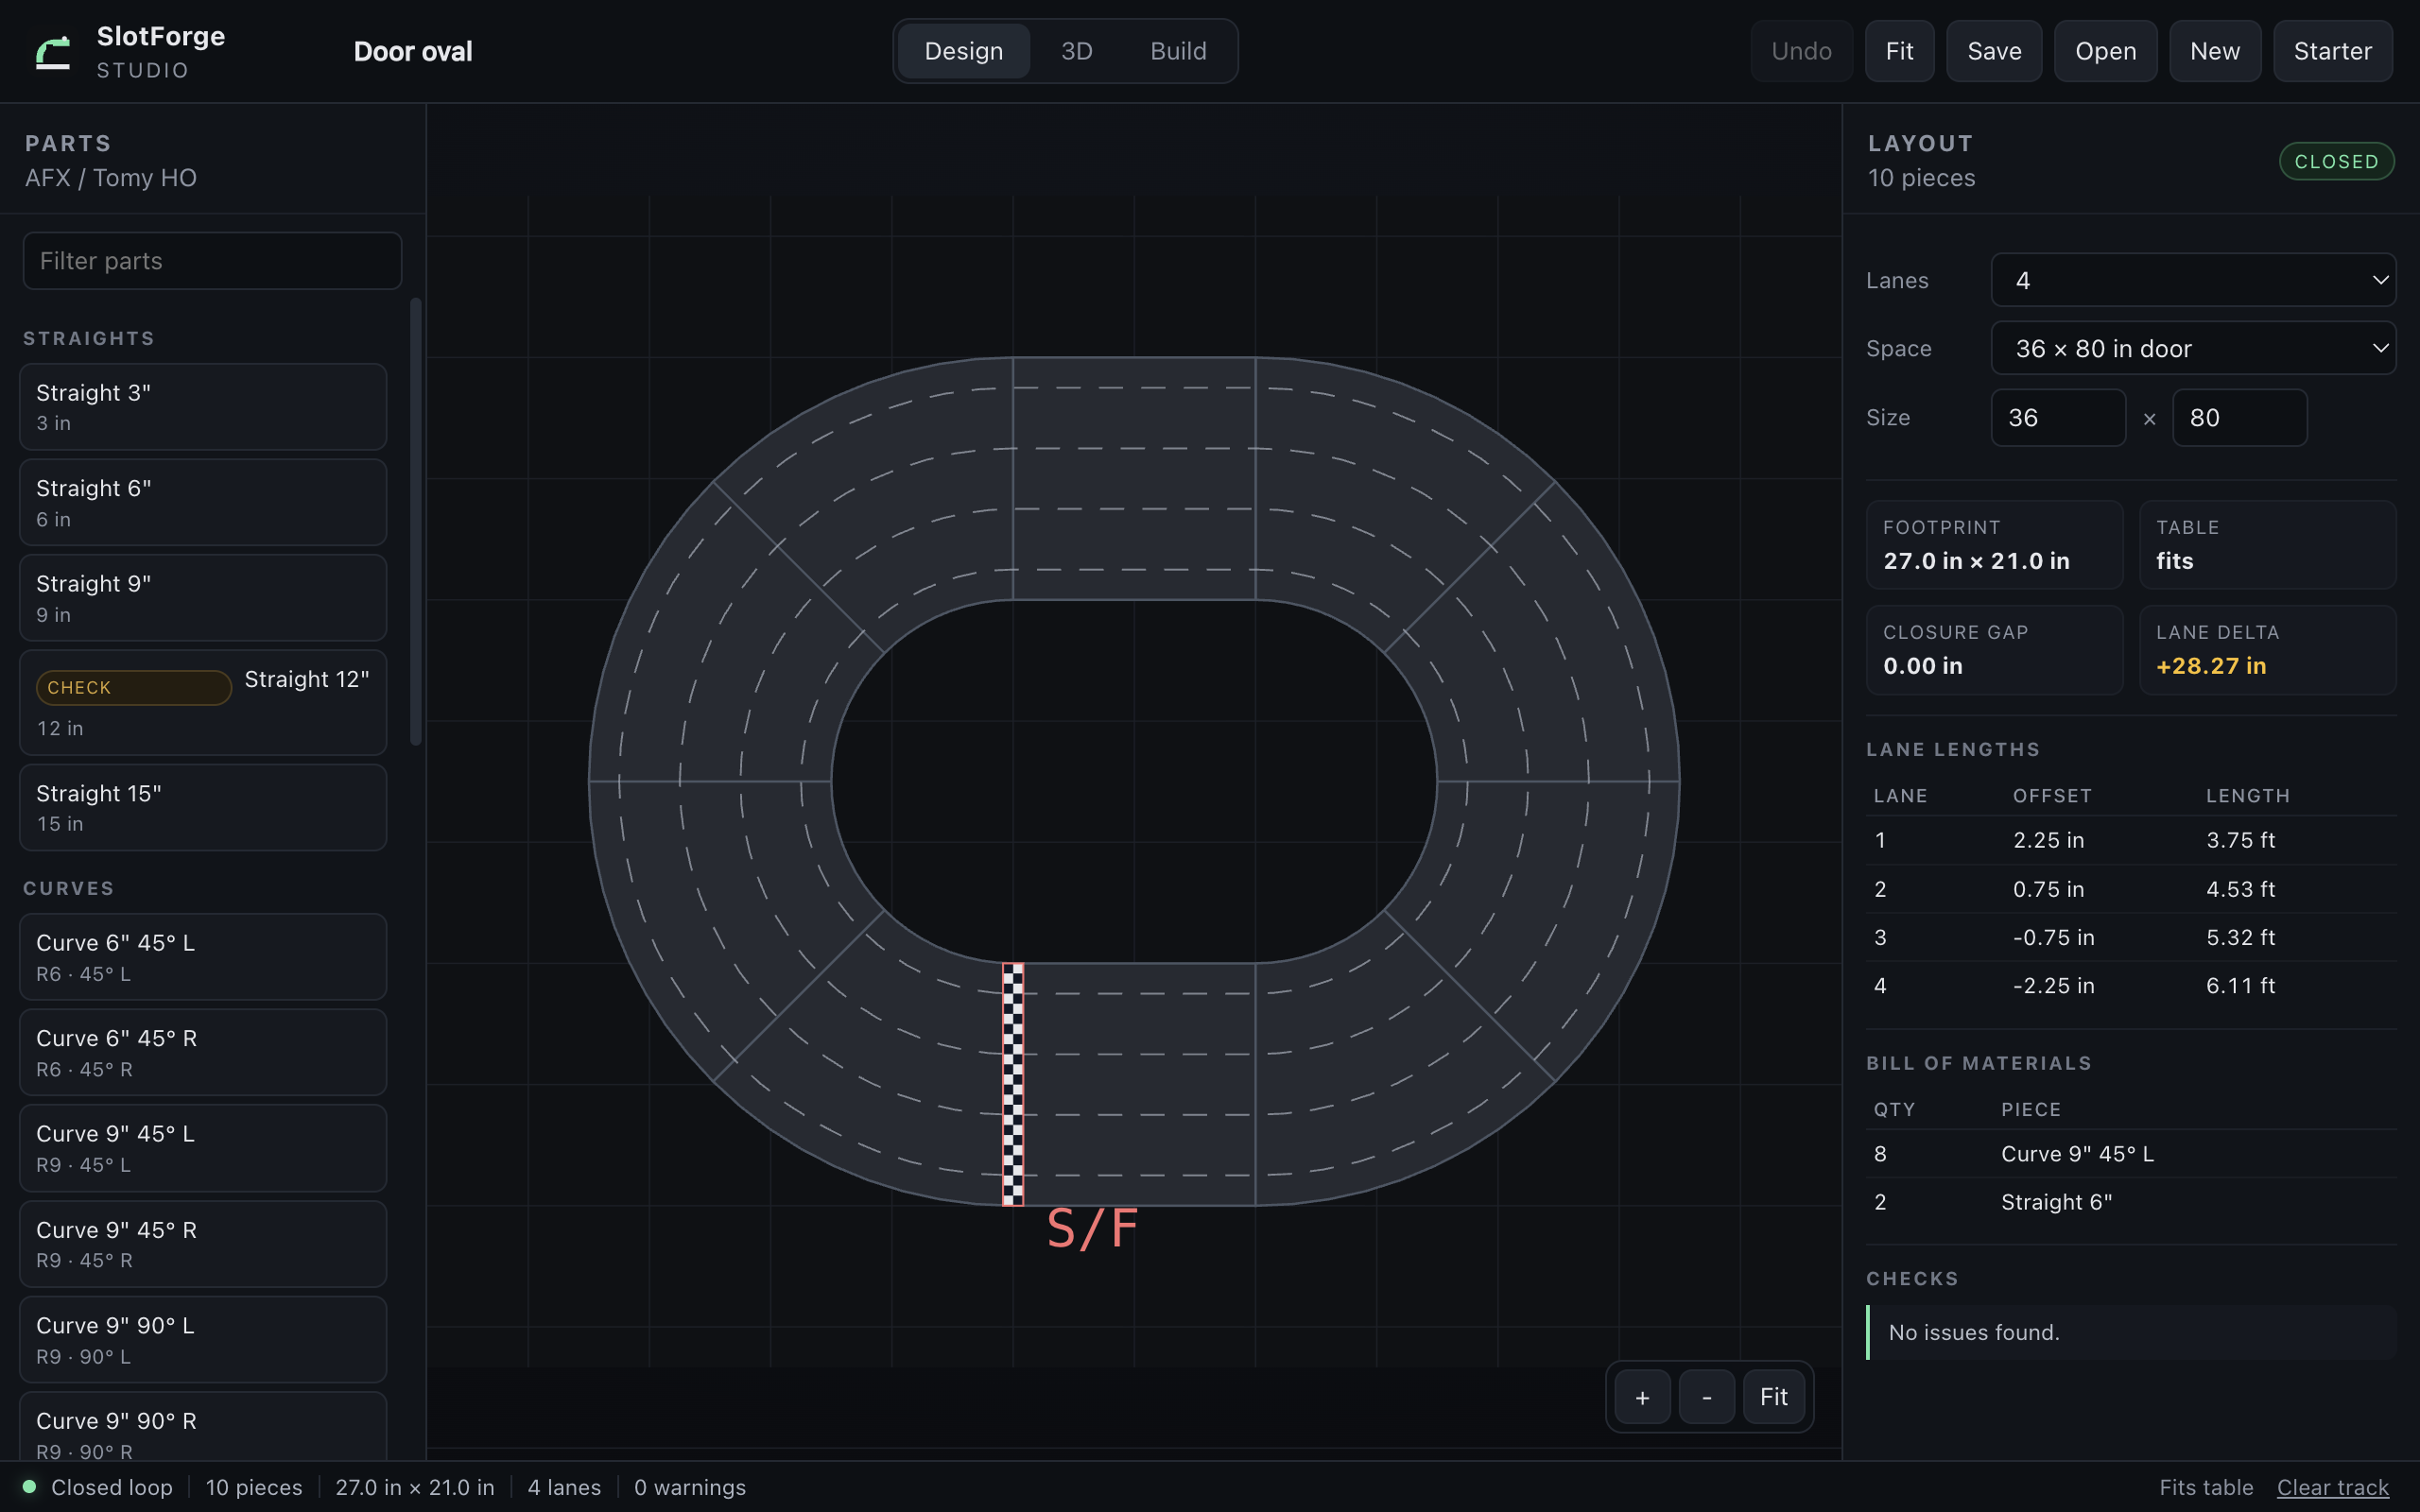 SlotForge
STUDIO
Door oval
Design 3D Build
Undo Fit Save Open New Starter
PARTS
AFX / Tomy HO
Filter parts
STRAIGHTS
Straight 3"
3 in
Straight 6"
6 in
Straight 9"
9 in
CHECK Straight 12"
12 in
Straight 15"
15 in
CURVES
Curve 6" 45° L
R6 · 45° L
Curve 6" 45° R
R6 · 45° R
Curve 9" 45° L
R9 · 45° L
Curve 9" 45° R
R9 · 45° R
Curve 9" 90° L
R9 · 90° L
Curve 9" 90° R
R9 · 90° R
S/F
+ - Fit
LAYOUT
10 pieces
CLOSED
Lanes 4
Space 36 × 80 in door
Size 36 × 80
FOOTPRINT
27.0 in × 21.0 in
TABLE
fits
CLOSURE GAP
0.00 in
LANE DELTA
+28.27 in
LANE LENGTHS
LANE OFFSET LENGTH
1 2.25 in 3.75 ft
2 0.75 in 4.53 ft
3 -0.75 in 5.32 ft
4 -2.25 in 6.11 ft
BILL OF MATERIALS
QTY PIECE
8 Curve 9" 45° L
2 Straight 6"
CHECKS
No issues found.
Closed loop 10 pieces 27.0 in × 21.0 in 4 lanes 0 warnings
Fits table Clear track